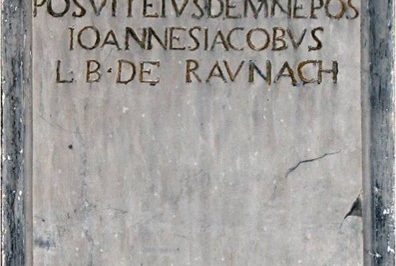 POSVIT EIVSDEM NEPOS
IOANNES IACOBVS
L. B. DE RAVNACH